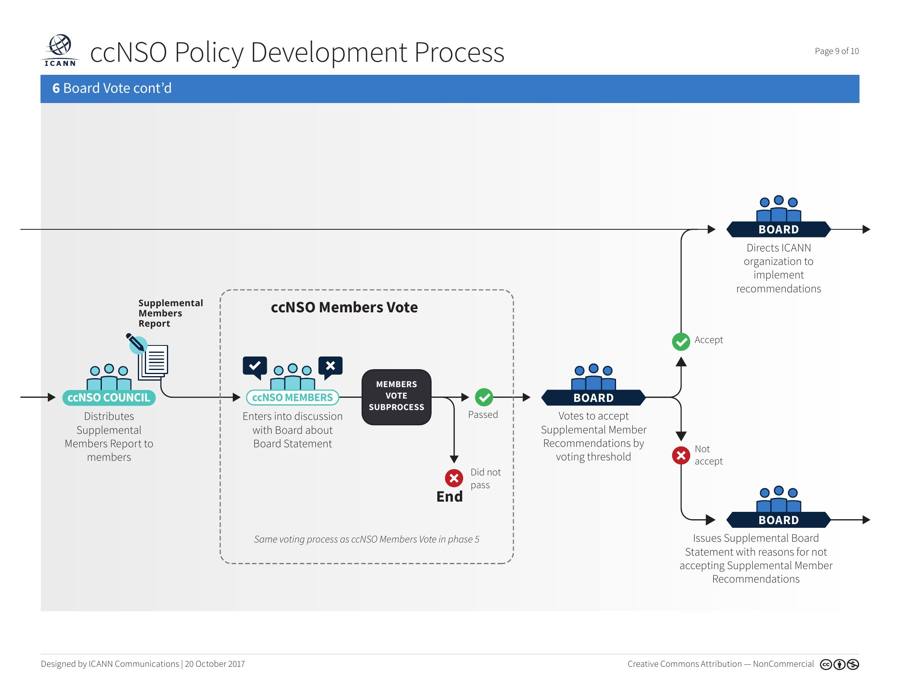 ICANN
ccNSO Policy Development Process
Page 9 of 10
6 Board Vote cont’d
BOARD
Directs ICANN
organization to
implement
recommendations
Supplemental
Members
Report
ccNSO COUNCIL
Distributes
Supplemental
Members Report to
members
ccNSO Members Vote
ccNSO MEMBERS
Enters into discussion
with Board about
Board Statement
MEMBERS
VOTE
SUBPROCESS
Passed
Did not
pass
End
Same voting process as ccNSO Members Vote in phase 5
BOARD
Votes to accept
Supplemental Member
Recommendations by
voting threshold
Accept
Not
accept
BOARD
Issues Supplemental Board
Statement with reasons for not
accepting Supplemental Member
Recommendations
Designed by ICANN Communications | 20 October 2017
Creative Commons Attribution — NonCommercial